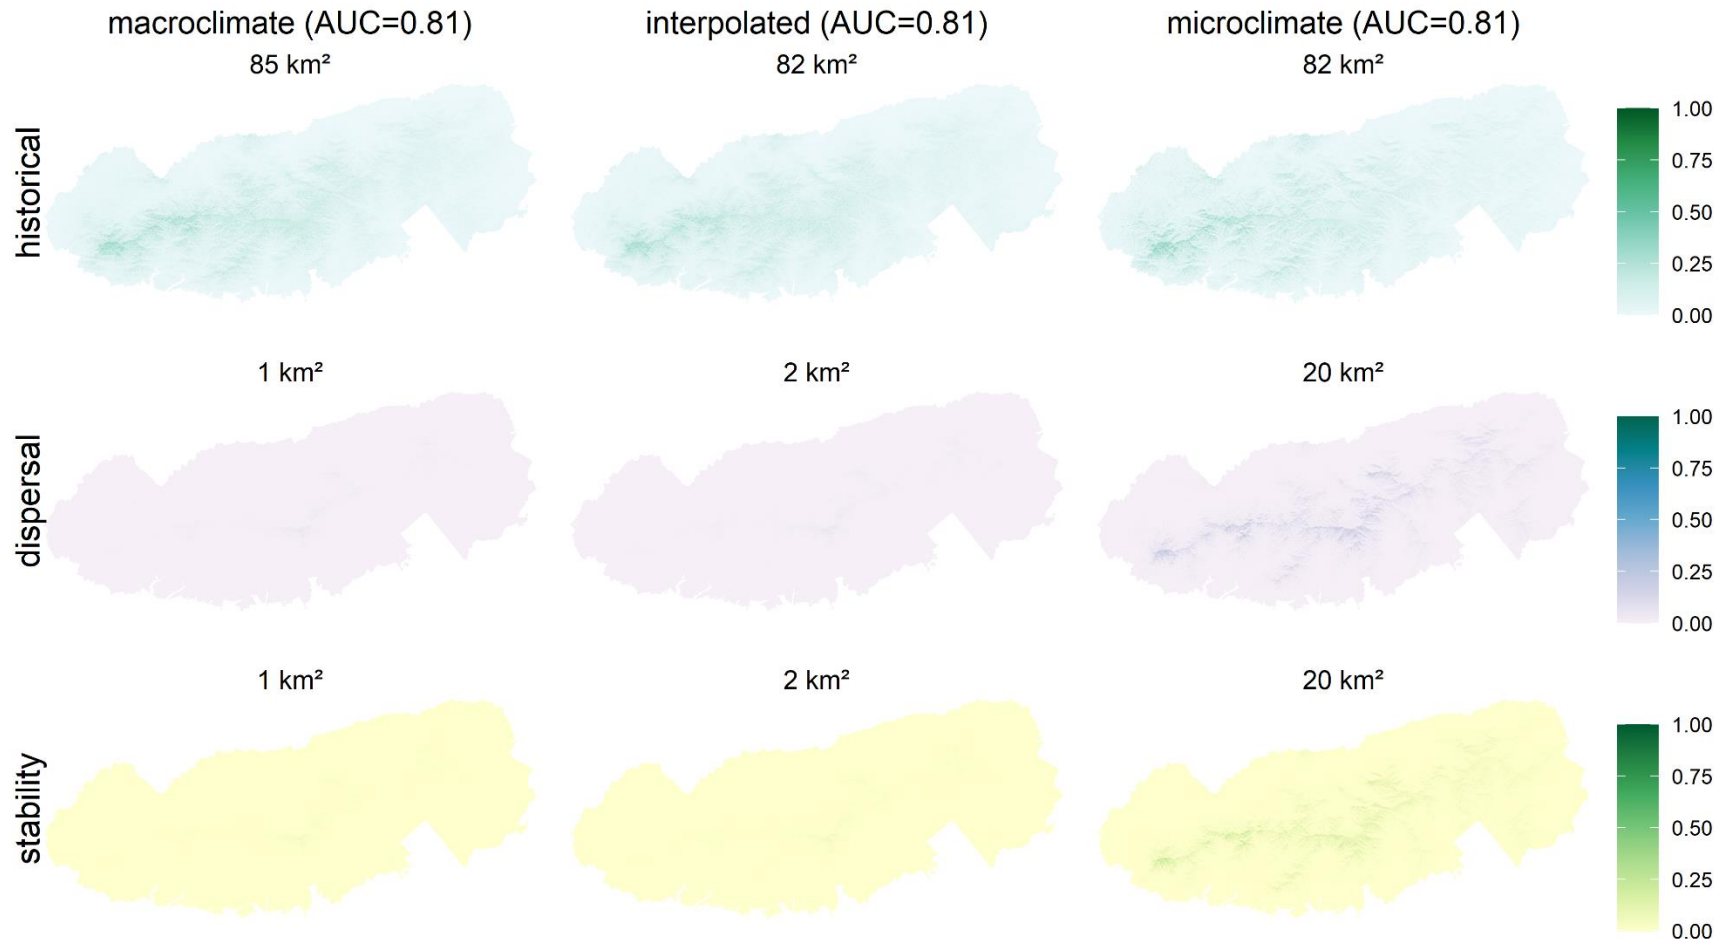 macroclimate (AUC=0.81) interpolated (AUC=0.81) microclimate (AUC=0.81)
85 km² 82 km² 82 km²
historical
1.00
0.75
0.50
0.25
0.00
1 km² 2 km² 20 km²
dispersal
1.00
0.75
0.50
0.25
0.00
1 km² 2 km² 20 km²
stability
1.00
0.75
0.50
0.25
0.00